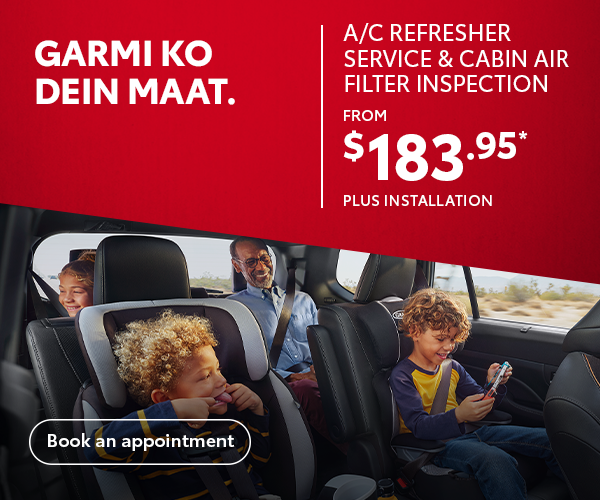 GARMI KO
DEIN MAAT.
A/C REFRESHER
SERVICE & CABIN AIR
FILTER INSPECTION
FROM
$183.95*
PLUS INSTALLATION
Book an appointment